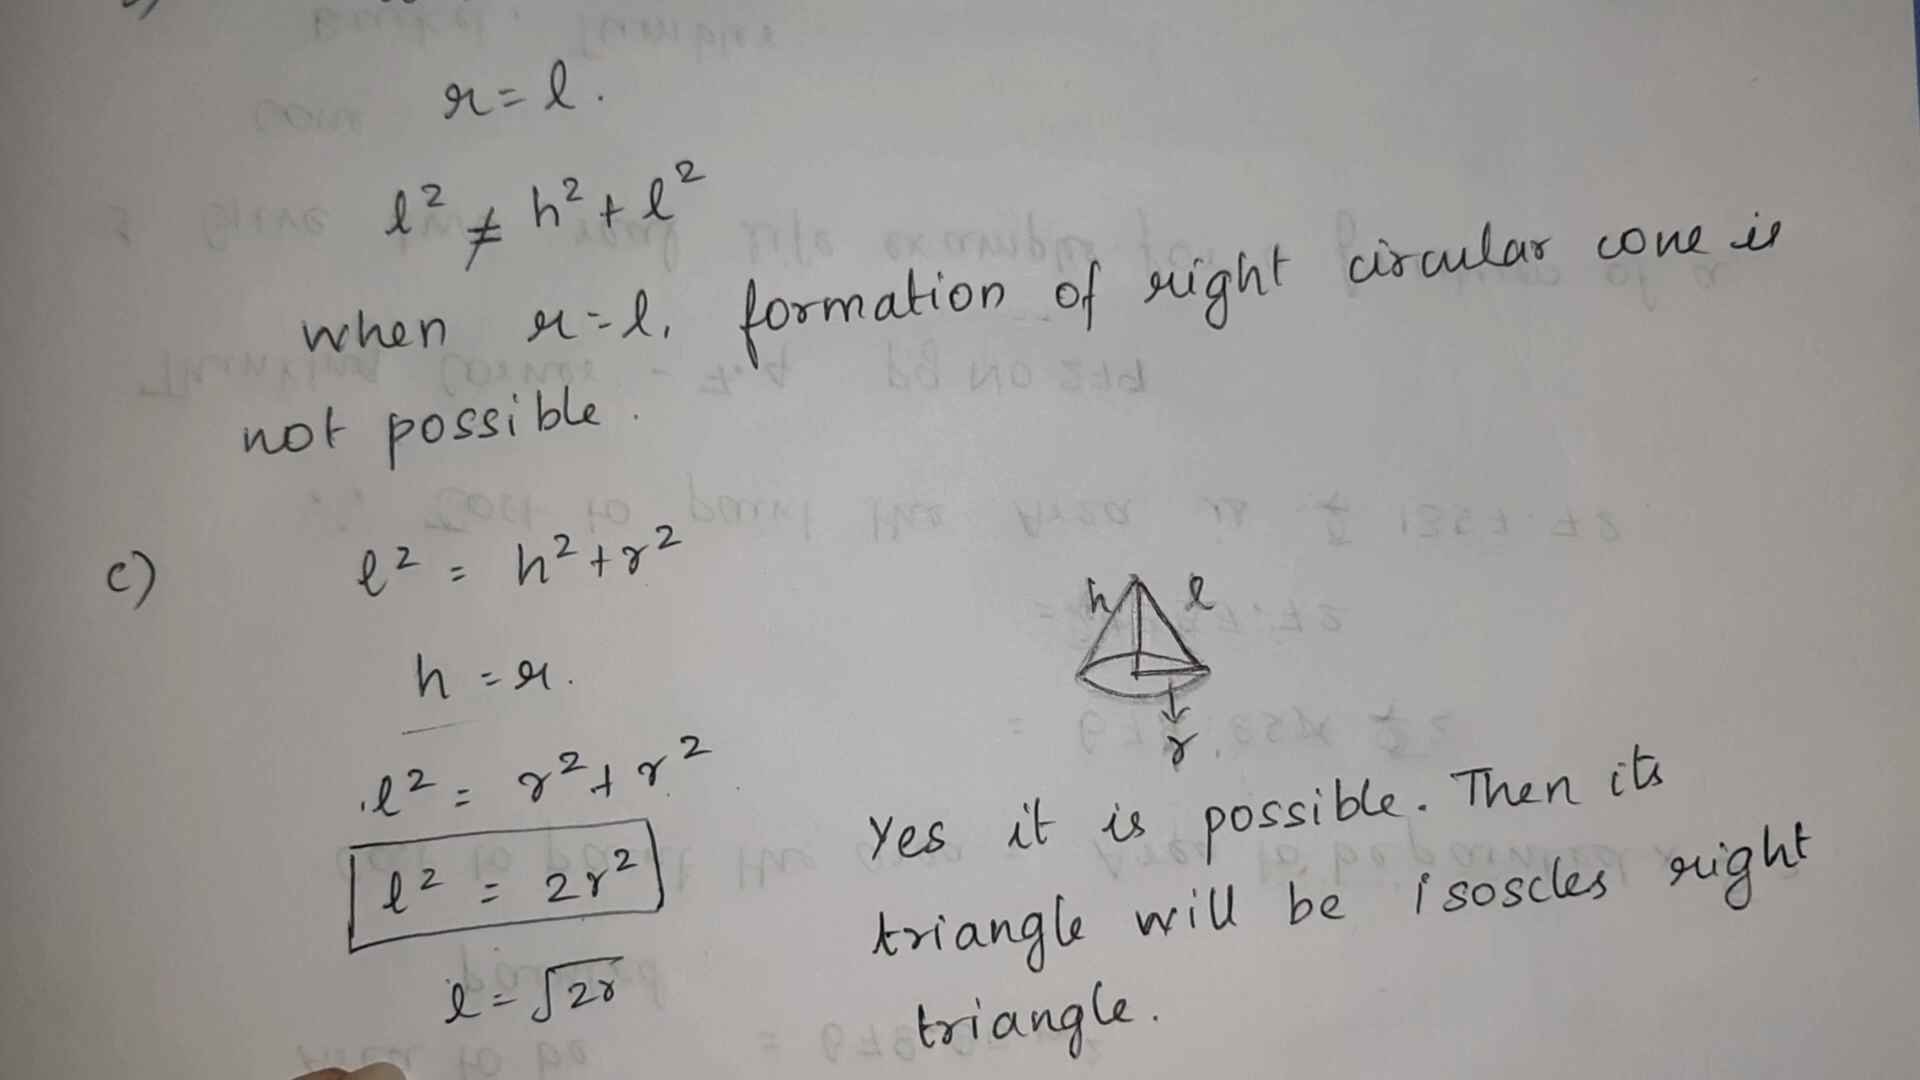 r = l.
l² ≠ h² + l²
when r = l, formation of right circular cone is
not possible.
c) l² = h² + r²
h = r.
l² = r² + r²
l² = 2r²
l = √2r
h l
r
Yes it is possible. Then its
triangle will be isoscles right
triangle.